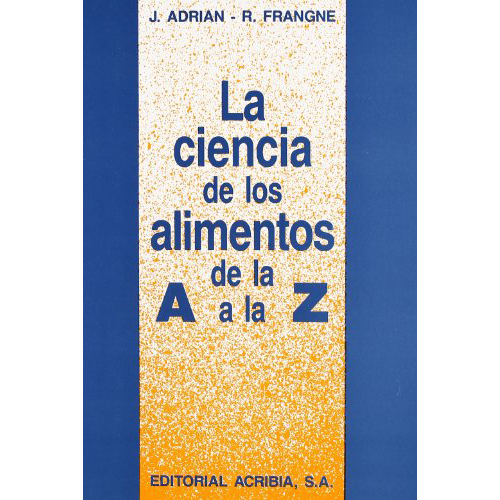 J. ADRIAN - R. FRANGNE
La
ciencia
de los
alimentos
de la
A a la Z
EDITORIAL ACRIBIA, S.A.